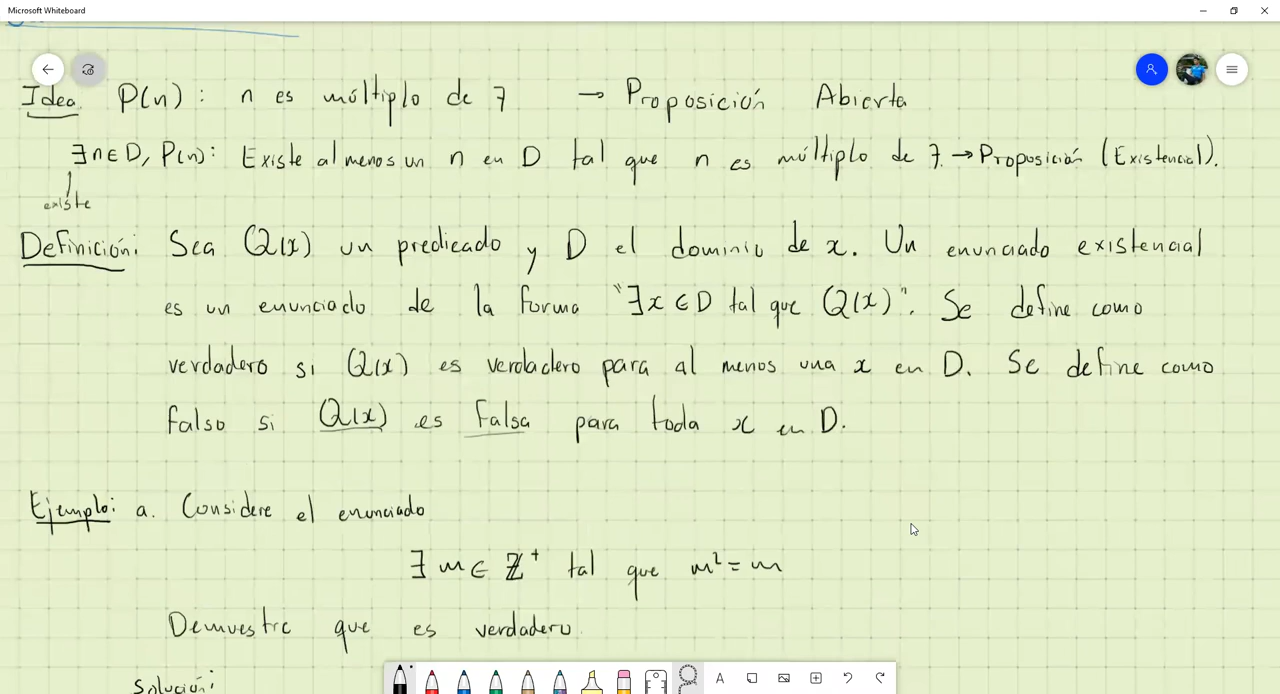 Microsoft Whiteboard
Idea P(n): n es múltiplo de 7 → Proposición Abierta
∃n∈D, P(n): Existe al menos un n en D tal que n es múltiplo de 7. → Proposición (Existencial).
existe
Definición: Sea Q(x) un predicado y D el dominio de x. Un enunciado existencial
es un enunciado de la forma "∃x∈D tal que Q(x)". Se define como
verdadero si Q(x) es verdadero para al menos una x en D. Se define como
falso si Q(x) es falsa para toda x en D.
Ejemplo: a. Considere el enunciado
∃ m∈ ℤ⁺ tal que m²=m
Demuestre que es verdadero.
Solución:
A